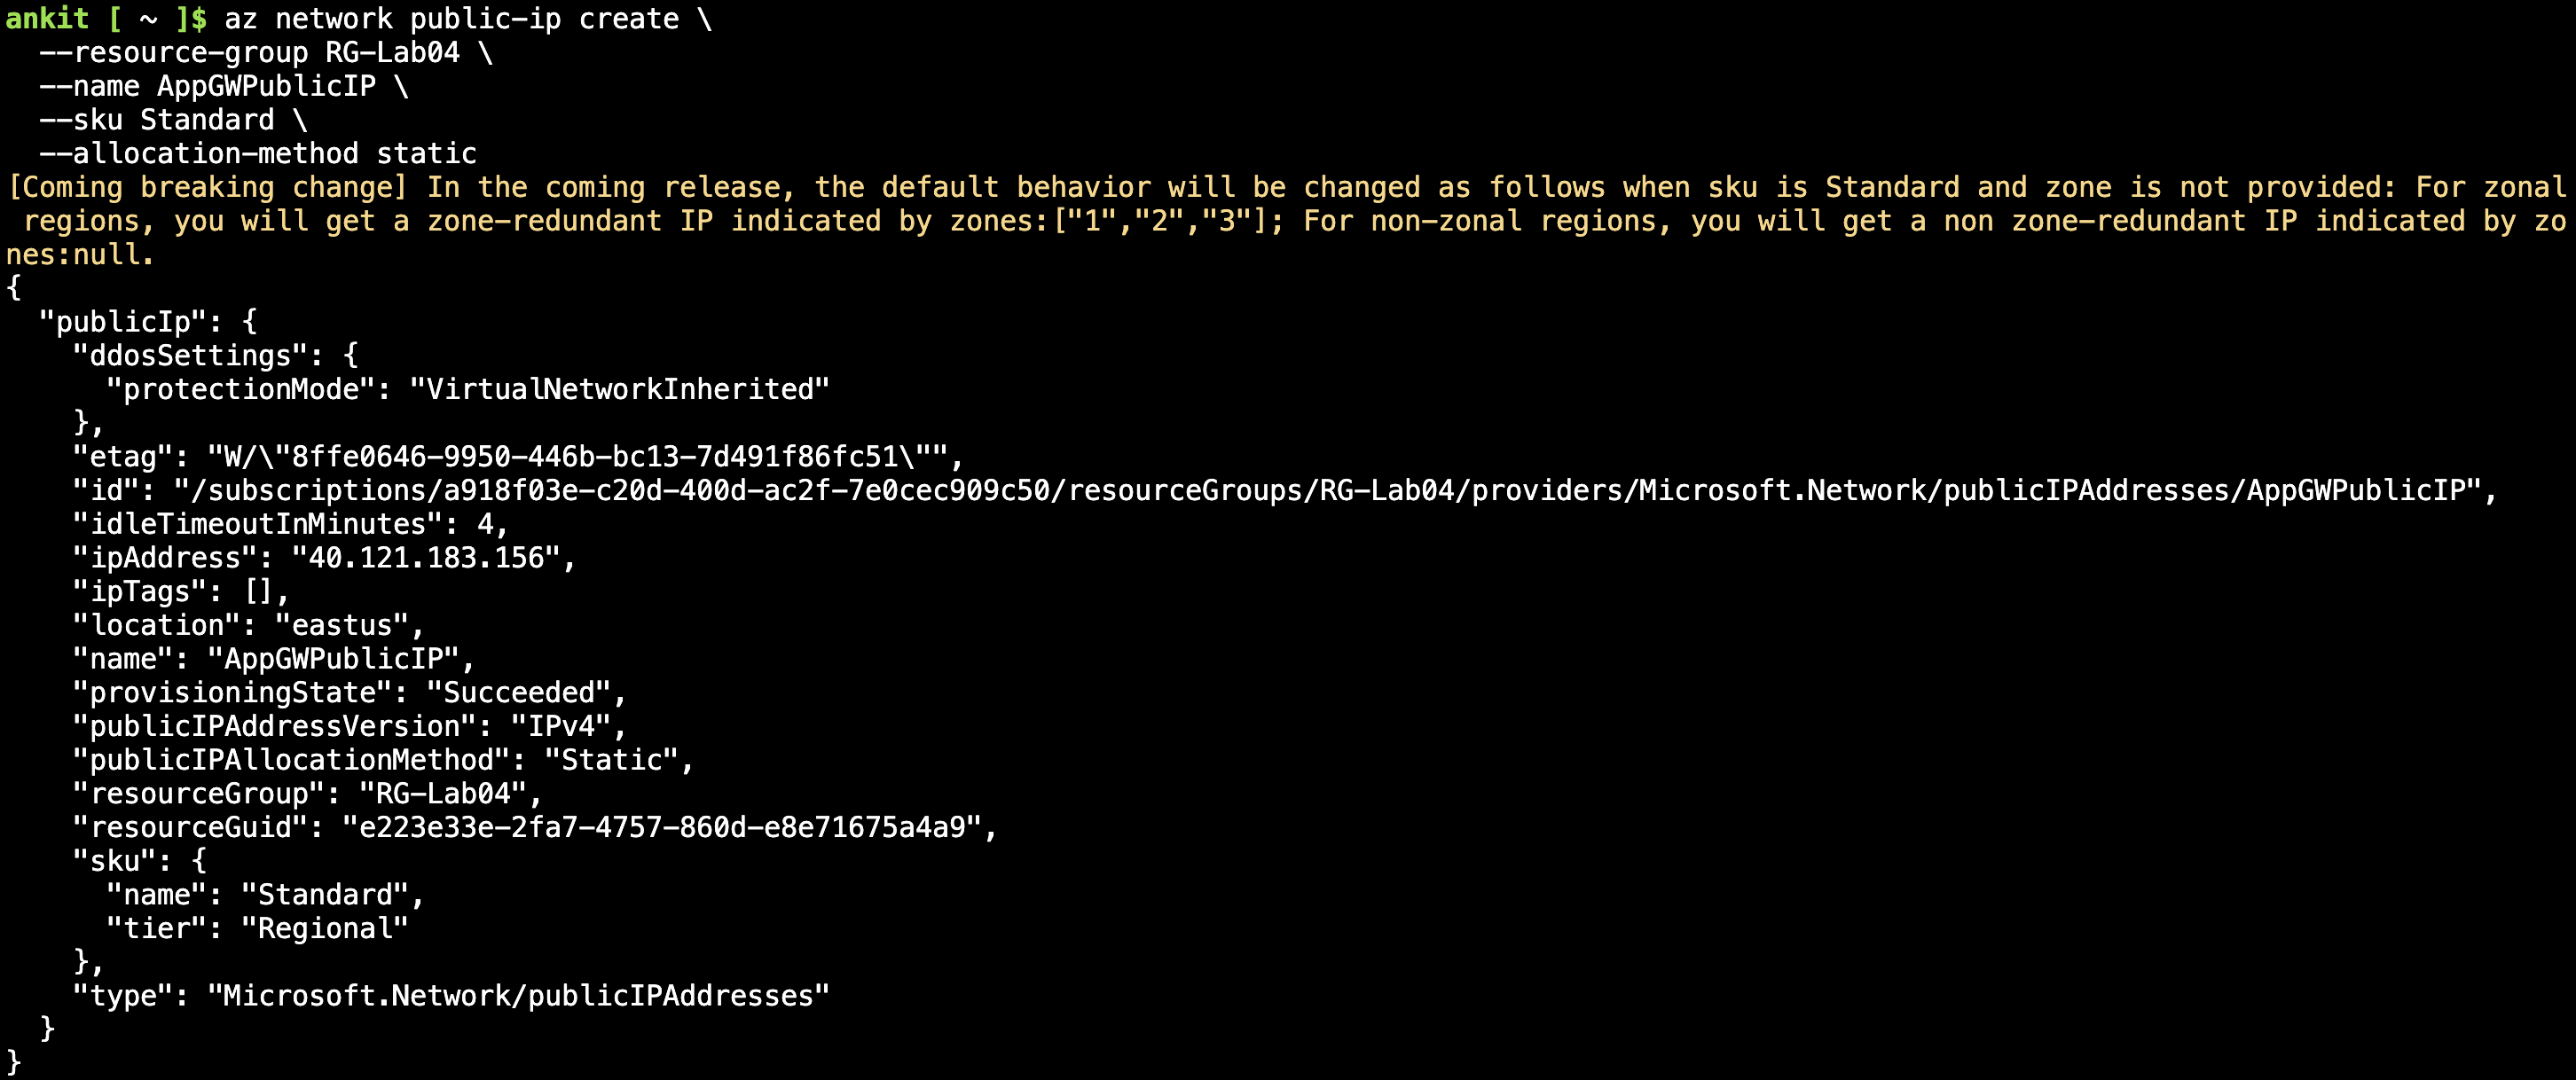 ankit [ ~ ]$ az network public-ip create \
  --resource-group RG-Lab04 \
  --name AppGWPublicIP \
  --sku Standard \
  --allocation-method static
[Coming breaking change] In the coming release, the default behavior will be changed as follows when sku is Standard and zone is not provided: For zonal
 regions, you will get a zone-redundant IP indicated by zones:["1","2","3"]; For non-zonal regions, you will get a non zone-redundant IP indicated by zo
nes:null.
{
  "publicIp": {
    "ddosSettings": {
      "protectionMode": "VirtualNetworkInherited"
    },
    "etag": "W/\"8ffe0646-9950-446b-bc13-7d491f86fc51\"",
    "id": "/subscriptions/a918f03e-c20d-400d-ac2f-7e0cec909c50/resourceGroups/RG-Lab04/providers/Microsoft.Network/publicIPAddresses/AppGWPublicIP",
    "idleTimeoutInMinutes": 4,
    "ipAddress": "40.121.183.156",
    "ipTags": [],
    "location": "eastus",
    "name": "AppGWPublicIP",
    "provisioningState": "Succeeded",
    "publicIPAddressVersion": "IPv4",
    "publicIPAllocationMethod": "Static",
    "resourceGroup": "RG-Lab04",
    "resourceGuid": "e223e33e-2fa7-4757-860d-e8e71675a4a9",
    "sku": {
      "name": "Standard",
      "tier": "Regional"
    },
    "type": "Microsoft.Network/publicIPAddresses"
  }
}